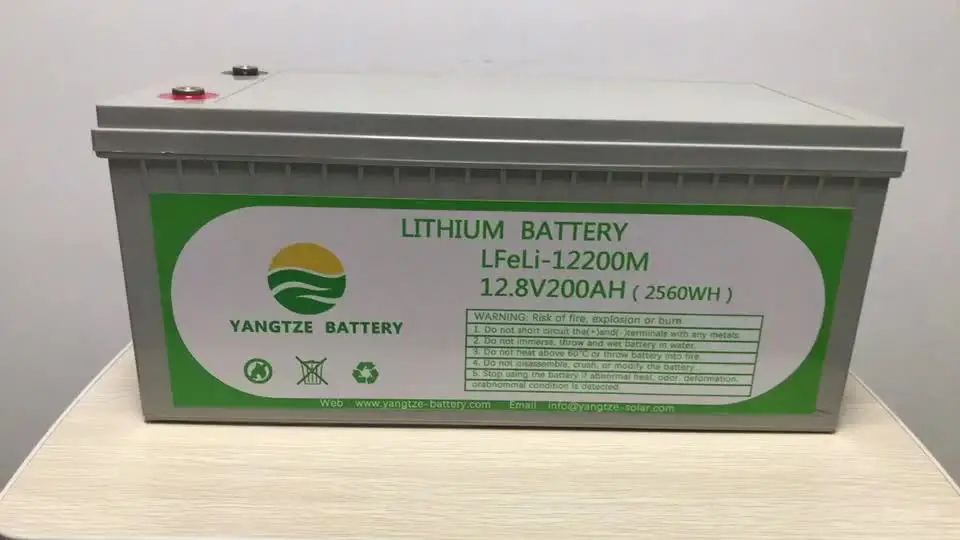 LITHIUM BATTERY
LFeLi-12200M
12.8V200AH ( 2560WH )
YANGTZE BATTERY
WARNING: Risk of fire, explosion or burn
1. Do not short circuit the(+)and(-)terminals with any metals.
2. Do not immerse, throw and wet battery in water.
3. Do not heat above 60°C or throw battery into fire.
4. Do not disassemble, crush, or modify the battery.
5. Stop using the battery if abnormal heat, odor, deformation,
orabnommal condition is detected.
Web www.yangtze-battery.com Email info@yangtze-solar.com